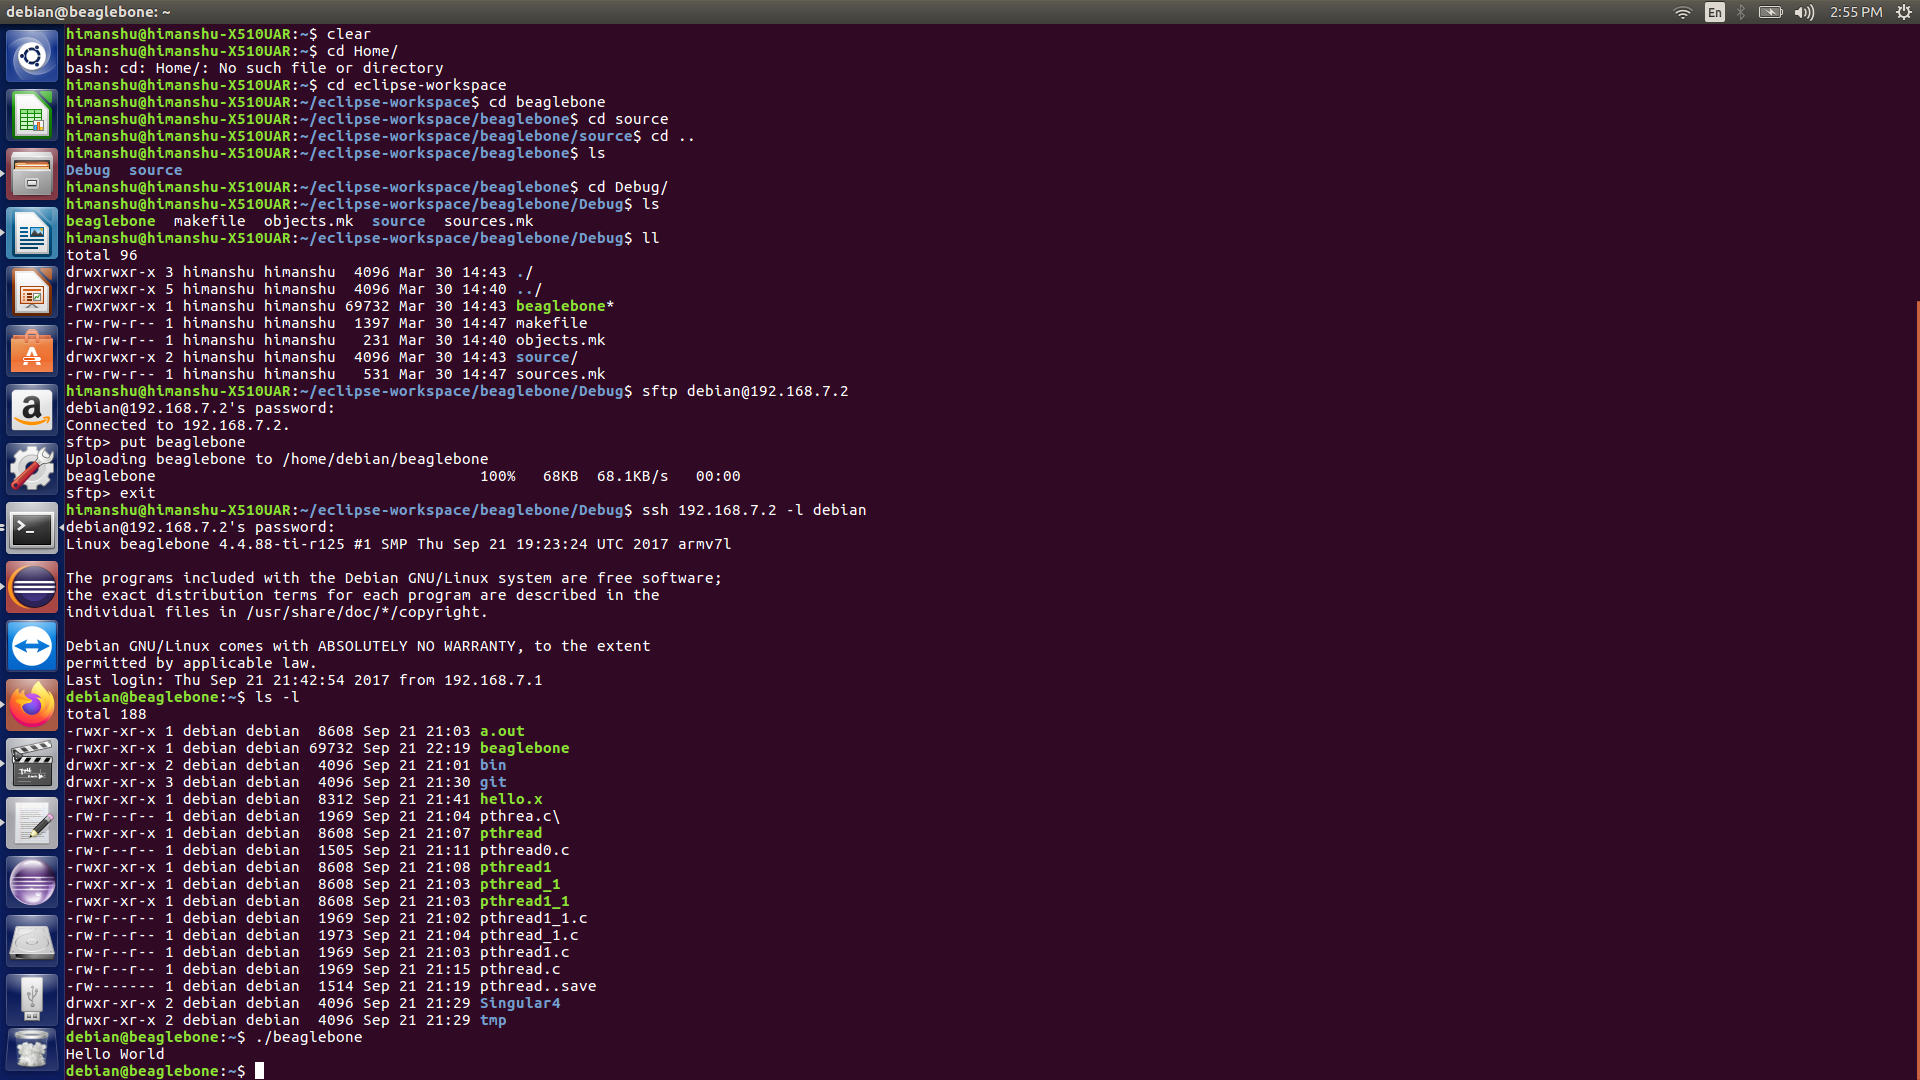 debian@beaglebone: ~
En
2:55 PM
himanshu@himanshu-X510UAR:~$ clear
himanshu@himanshu-X510UAR:~$ cd Home/
bash: cd: Home/: No such file or directory
himanshu@himanshu-X510UAR:~$ cd eclipse-workspace
himanshu@himanshu-X510UAR:~/eclipse-workspace$ cd beaglebone
himanshu@himanshu-X510UAR:~/eclipse-workspace/beaglebone$ cd source
himanshu@himanshu-X510UAR:~/eclipse-workspace/beaglebone/source$ cd ..
himanshu@himanshu-X510UAR:~/eclipse-workspace/beaglebone$ ls
Debug  source
himanshu@himanshu-X510UAR:~/eclipse-workspace/beaglebone$ cd Debug/
himanshu@himanshu-X510UAR:~/eclipse-workspace/beaglebone/Debug$ ls
beaglebone  makefile  objects.mk  source  sources.mk
himanshu@himanshu-X510UAR:~/eclipse-workspace/beaglebone/Debug$ ll
total 96
drwxrwxr-x 3 himanshu himanshu  4096 Mar 30 14:43 ./
drwxrwxr-x 5 himanshu himanshu  4096 Mar 30 14:40 ../
-rwxrwxr-x 1 himanshu himanshu 69732 Mar 30 14:43 beaglebone*
-rw-rw-r-- 1 himanshu himanshu  1397 Mar 30 14:47 makefile
-rw-rw-r-- 1 himanshu himanshu   231 Mar 30 14:40 objects.mk
drwxrwxr-x 2 himanshu himanshu  4096 Mar 30 14:43 source/
-rw-rw-r-- 1 himanshu himanshu   531 Mar 30 14:47 sources.mk
himanshu@himanshu-X510UAR:~/eclipse-workspace/beaglebone/Debug$ sftp debian@192.168.7.2
debian@192.168.7.2's password:
Connected to 192.168.7.2.
sftp> put beaglebone
Uploading beaglebone to /home/debian/beaglebone
beaglebone                                    100%   68KB  68.1KB/s   00:00
sftp> exit
himanshu@himanshu-X510UAR:~/eclipse-workspace/beaglebone/Debug$ ssh 192.168.7.2 -l debian
debian@192.168.7.2's password:
Linux beaglebone 4.4.88-ti-r125 #1 SMP Thu Sep 21 19:23:24 UTC 2017 armv7l
The programs included with the Debian GNU/Linux system are free software;
the exact distribution terms for each program are described in the
individual files in /usr/share/doc/*/copyright.
Debian GNU/Linux comes with ABSOLUTELY NO WARRANTY, to the extent
permitted by applicable law.
Last login: Thu Sep 21 21:42:54 2017 from 192.168.7.1
debian@beaglebone:~$ ls -l
total 188
-rwxr-xr-x 1 debian debian  8608 Sep 21 21:03 a.out
-rwxr-xr-x 1 debian debian 69732 Sep 21 22:19 beaglebone
drwxr-xr-x 2 debian debian  4096 Sep 21 21:01 bin
drwxr-xr-x 3 debian debian  4096 Sep 21 21:30 git
-rwxr-xr-x 1 debian debian  8312 Sep 21 21:41 hello.x
-rw-r--r-- 1 debian debian  1969 Sep 21 21:04 pthrea.c\
-rwxr-xr-x 1 debian debian  8608 Sep 21 21:07 pthread
-rw-r--r-- 1 debian debian  1505 Sep 21 21:11 pthread0.c
-rwxr-xr-x 1 debian debian  8608 Sep 21 21:08 pthread1
-rwxr-xr-x 1 debian debian  8608 Sep 21 21:03 pthread_1
-rwxr-xr-x 1 debian debian  8608 Sep 21 21:03 pthread1_1
-rw-r--r-- 1 debian debian  1969 Sep 21 21:02 pthread1_1.c
-rw-r--r-- 1 debian debian  1973 Sep 21 21:04 pthread_1.c
-rw-r--r-- 1 debian debian  1969 Sep 21 21:03 pthread1.c
-rw-r--r-- 1 debian debian  1969 Sep 21 21:15 pthread.c
-rw------- 1 debian debian  1514 Sep 21 21:19 pthread..save
drwxr-xr-x 2 debian debian  4096 Sep 21 21:29 Singular4
drwxr-xr-x 2 debian debian  4096 Sep 21 21:29 tmp
debian@beaglebone:~$ ./beaglebone
Hello World
debian@beaglebone:~$